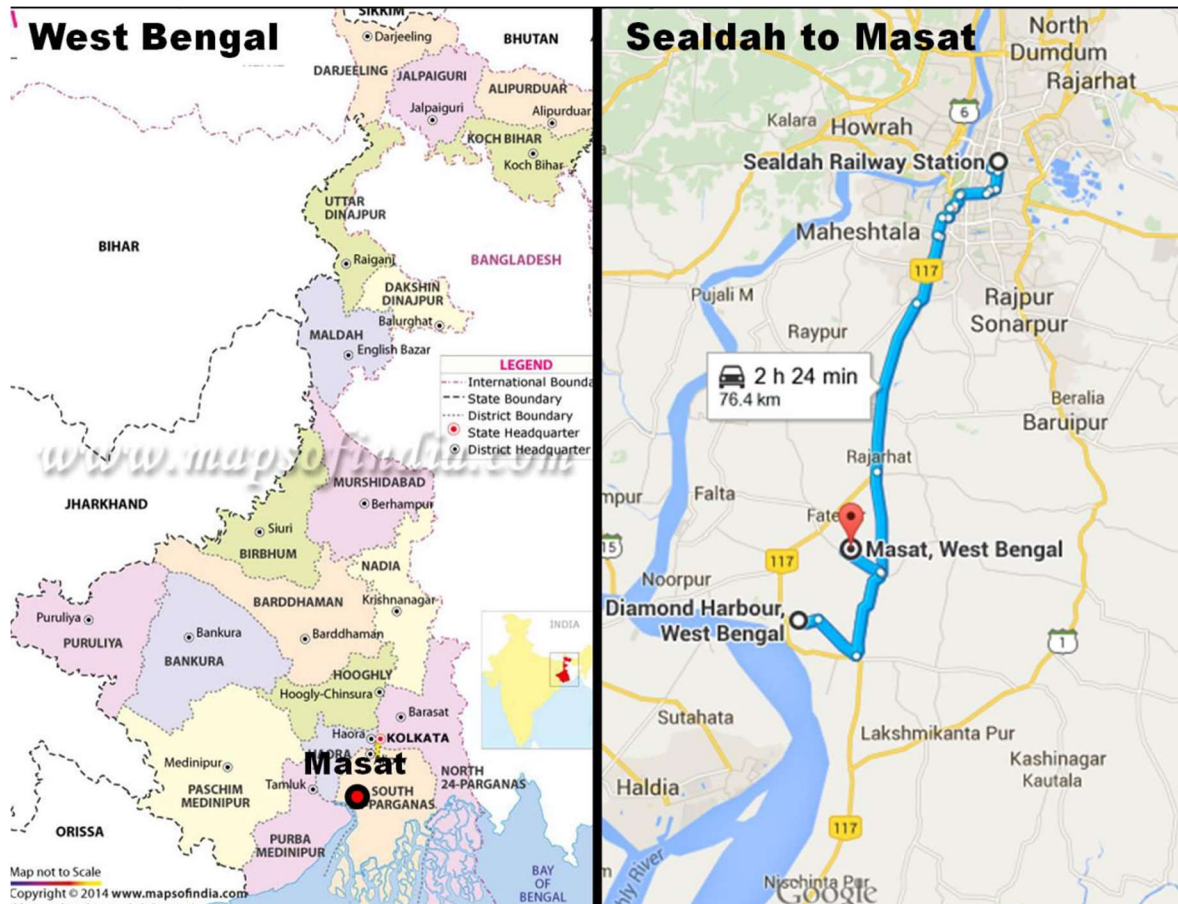 West Bengal
SIKKIM
Darjeeling
BHUTAN
DARJEELING
JALPAIGURI
ALIPURDUAR
Jalpaiguri
Alipurduar
KOCH BIHAR
Koch Bihar
UTTAR
DINAJPUR
BIHAR
BANGLADESH
Raiganj
DAKSHIN
DINAJPUR
MALDAH
Balurghat
English Bazar
LEGEND
International Bounda
State Boundary
District Boundary
State Headquarter
District Headquarter
www.mapsofindia.com
MURSHIDABAD
JHARKHAND
Berhampur
Siuri
BIRBHUM
NADIA
BARDDHAMAN
Krishnanagar
Puruliya
PURULIYA
Bankura
BANKURA
Barddhaman
INDIA
HOOGHLY
Hoogly-Chinsura
Barasat
Haora
KOLKATA
Masat
Medinipur
PASCHIM
MEDINIPUR
Tamluk
SOUTH
PARGANAS
NORTH
24-PARGANAS
ORISSA
PURBA
MEDINIPUR
BAY
OF
BENGAL
Map not to Scale
Copyright © 2014 www.mapsofindia.com
Sealdah to Masat
North
Dumdum
Rajarhat
6
Kalara
Howrah
Sealdah Railway Station
Maheshtala
117
Pujali M
Rajpur
Sonarpur
Raypur
2 h 24 min
76.4 km
Beralia
Baruipur
Rajarhat
mpur
Falta
15
Masat, West Bengal
117
Noorpur
Diamond Harbour,
West Bengal
1
Sutahata
Lakshmikanta Pur
Kashinagar
Kautala
Haldia
117
hly River
Nischinta Pur
Google